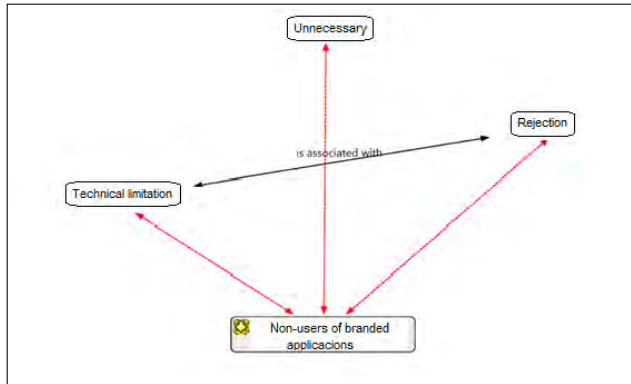 Unnecessary
Rejection
is associated with
Technical limitation
Non-users of branded
applicacions